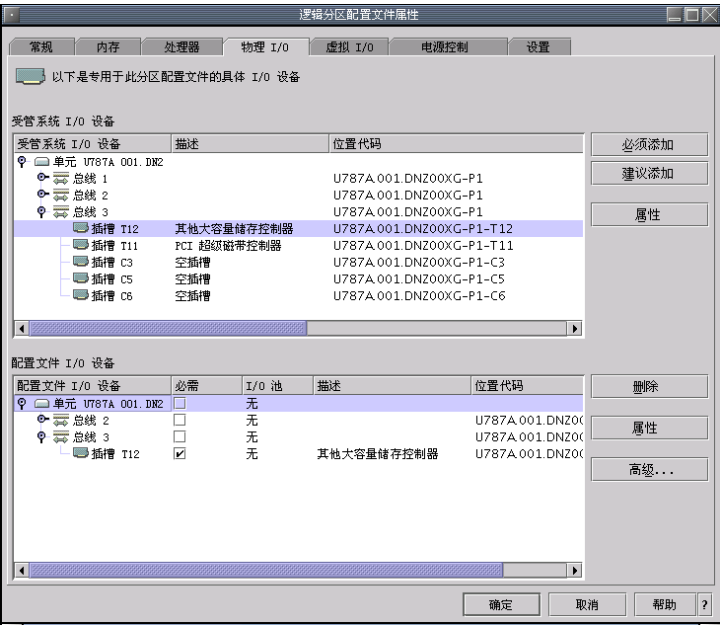 逻辑分区配置文件属性
常规 内存 处理器 物理 I/O 虚拟 I/O 电源控制 设置
以下是专用于此分区配置文件的具体 I/O 设备
受管系统 I/O 设备
受管系统 I/O 设备 描述 位置代码
单元 U787A 001.DN2
总线 1 U787A.001.DNZ00XG-P1
总线 2 U787A.001.DNZ00XG-P1
总线 3 U787A.001.DNZ00XG-P1
插槽 T12 其他大容量储存控制器 U787A.001.DNZ00XG-P1-T12
插槽 T11 PCI 超级磁带控制器 U787A.001.DNZ00XG-P1-T11
插槽 C3 空插槽 U787A.001.DNZ00XG-P1-C3
插槽 C5 空插槽 U787A.001.DNZ00XG-P1-C5
插槽 C6 空插槽 U787A.001.DNZ00XG-P1-C6
必须添加
建议添加
属性
配置文件 I/O 设备
配置文件 I/O 设备 必需 I/O 池 描述 位置代码
单元 U787A 001.DN2 无
总线 2 无 U787A.001.DNZ0(
总线 3 无 U787A.001.DNZ0(
插槽 T12 无 其他大容量储存控制器 U787A.001.DNZ0(
删除
属性
高级...
确定 取消 帮助 ?